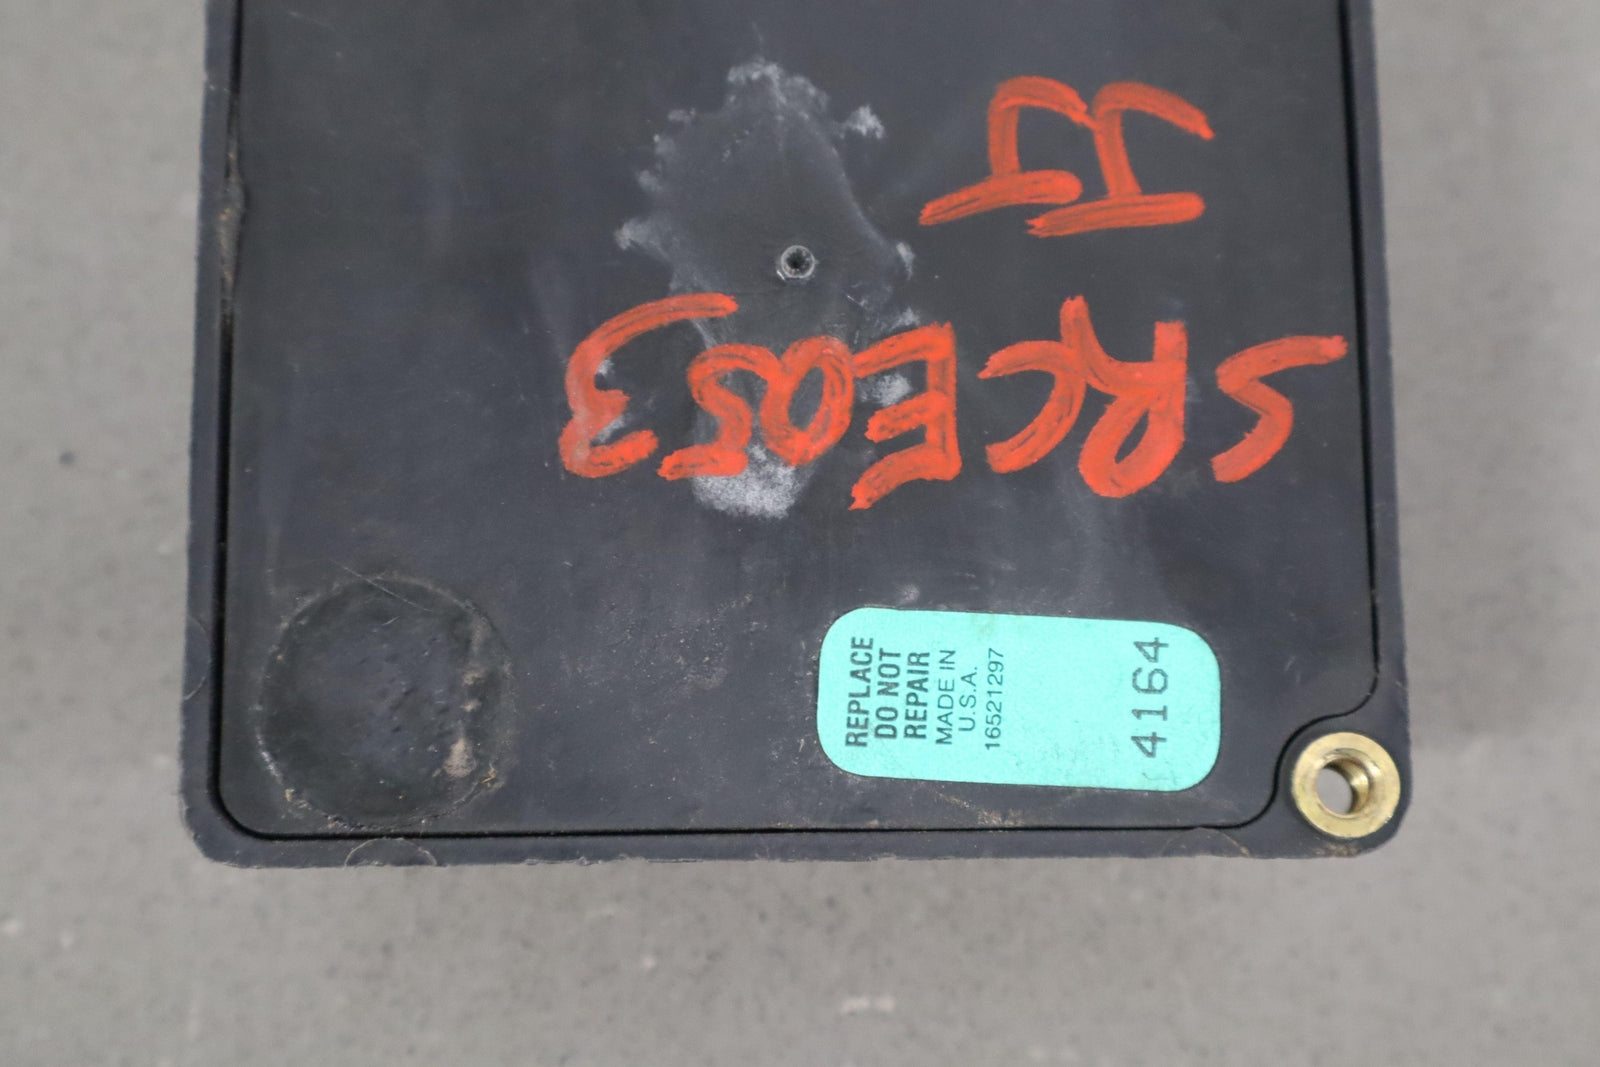 SRCE053
JJ
REPLACE
DO NOT
REPAIR
MADE IN
U.S.A.
16521297
4164